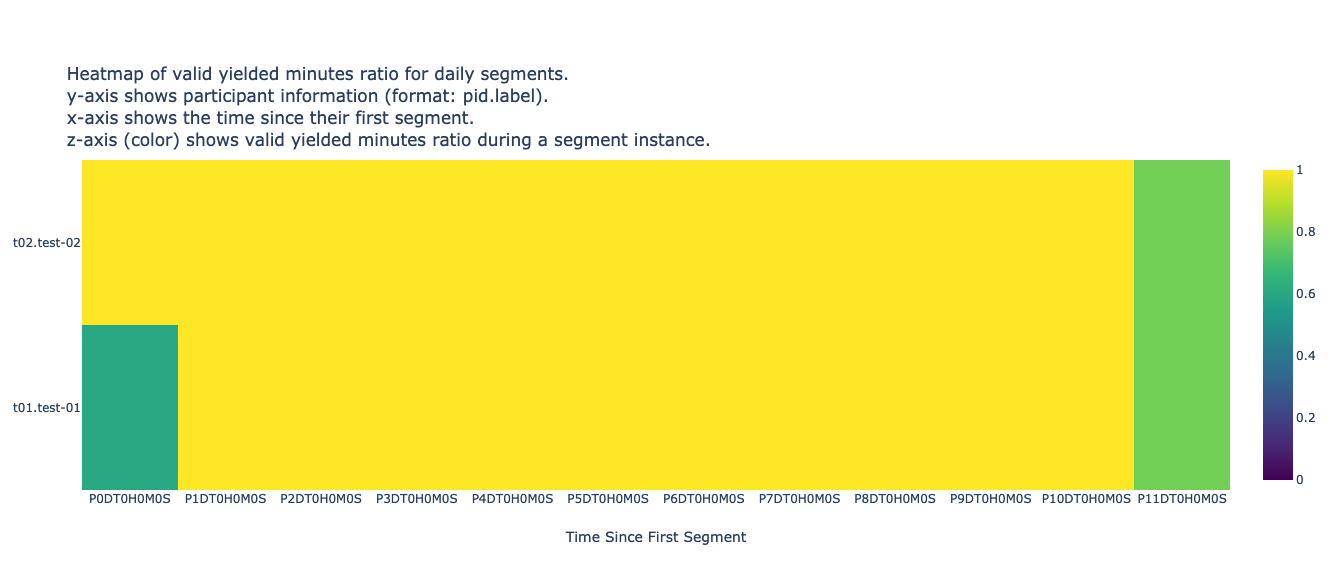 Heatmap of valid yielded minutes ratio for daily segments.
y-axis shows participant information (format: pid.label).
x-axis shows the time since their first segment.
z-axis (color) shows valid yielded minutes ratio during a segment instance.
t02.test-02
t01.test-01
P0DT0H0M0S P1DT0H0M0S P2DT0H0M0S P3DT0H0M0S P4DT0H0M0S P5DT0H0M0S P6DT0H0M0S P7DT0H0M0S P8DT0H0M0S P9DT0H0M0S P10DT0H0M0S P11DT0H0M0S
Time Since First Segment
1
0.8
0.6
0.4
0.2
0